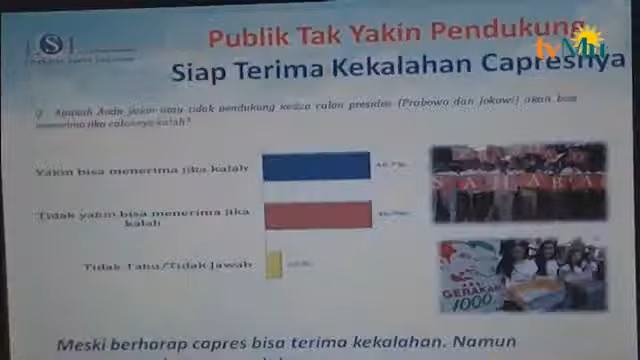 LSI
Publik Tak Yakin Pendukung
tvMu
Siap Terima Kekalahan Capresnya
Q : Apakah Anda yakin atau tidak pendukung kedua calon presiden (Prabowo dan Jokowi) akan bisa
menerima jika calonnya kalah?
Yakin bisa menerima jika kalah
Tidak yakin bisa menerima jika
kalah
Tidak Tahu/Tidak Jawab
GERAKAN
1000
Meski berharap capres bisa terima kekalahan. Namun